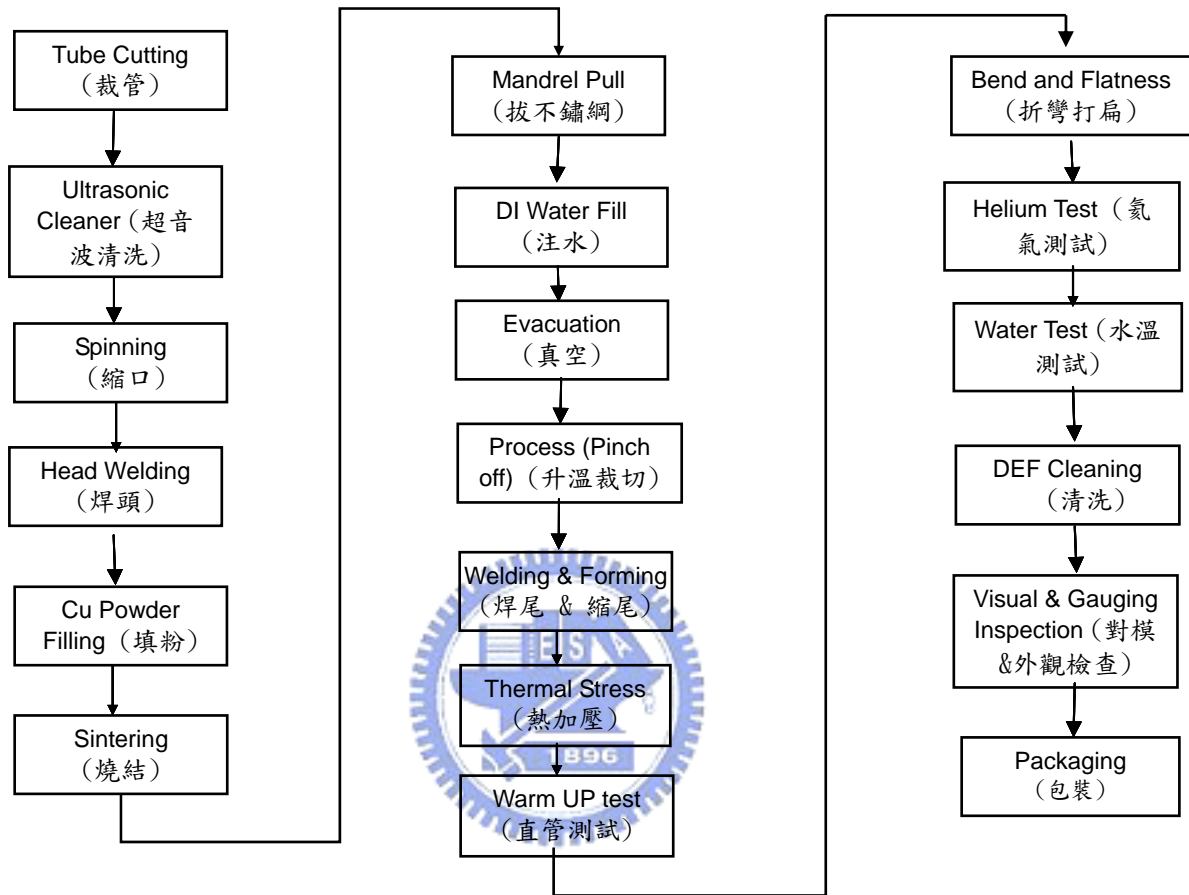 Tube Cutting
(裁管)
Ultrasonic
Cleaner(超音
波清洗)
Spinning
(縮口)
Head Welding
(焊頭)
Cu Powder
Filling(填粉)
Sintering
(燒結)
Mandrel Pull
(拔不鏽綱)
DI Water Fill
(注水)
Evacuation
(真空)
Process (Pinch
off)(升溫裁切)
Welding & Forming
(焊尾 & 縮尾)
Thermal Stress
(熱加壓)
Warm UP test
(直管測試)
Bend and Flatness
(折彎打扁)
Helium Test(氦
氣測試)
Water Test(水溫
測試)
DEF Cleaning
(清洗)
Visual & Gauging
Inspection(對模
&外觀檢查)
Packaging
(包裝)
E S
1896